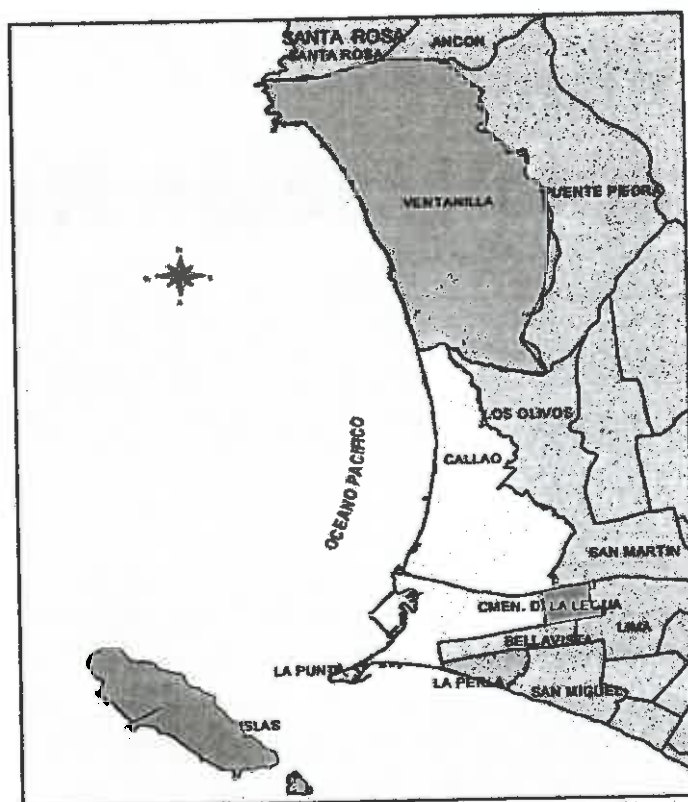 SANTA ROSA
SANTA ROSA
ANCON
VENTANILLA
PUENTE PIEDRA
LOS OLIVOS
CALLAO
OCEANO PACIFICO
SAN MARTIN
CMEN. D LA LEGUA
LIMA
BELLAVISTA
LA PUNTA
LA PERLA
SAN MIGUEL
ISLAS